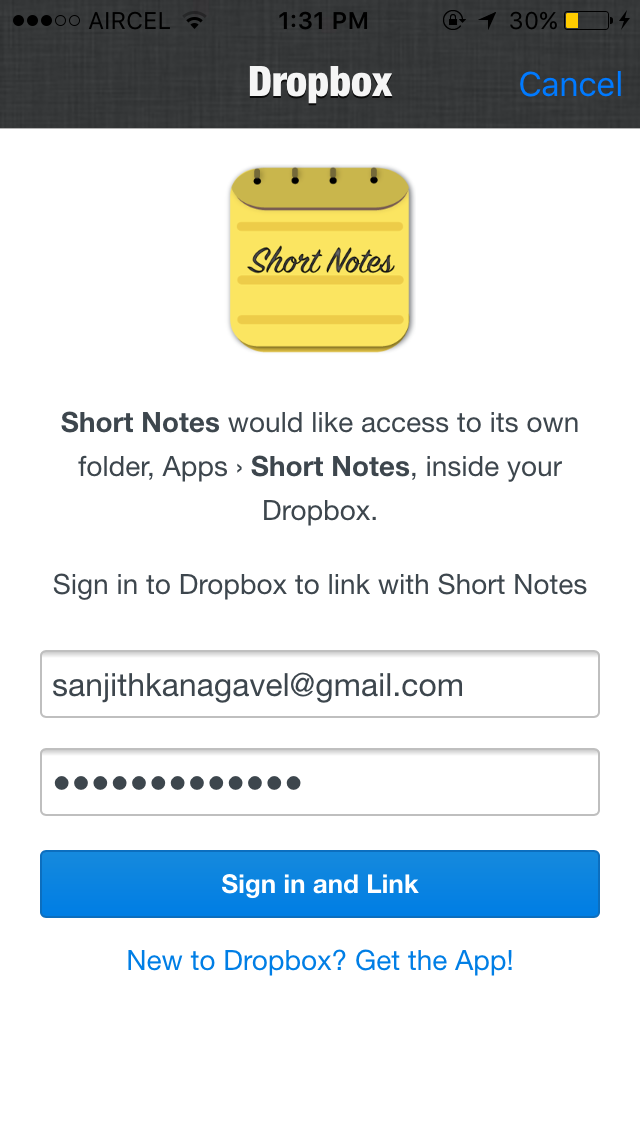 AIRCEL 1:31 PM 30%
Dropbox Cancel
Short Notes
Short Notes would like access to its own
folder, Apps › Short Notes, inside your
Dropbox.
Sign in to Dropbox to link with Short Notes
sanjithkanagavel@gmail.com
•••••••••••••
Sign in and Link
New to Dropbox? Get the App!